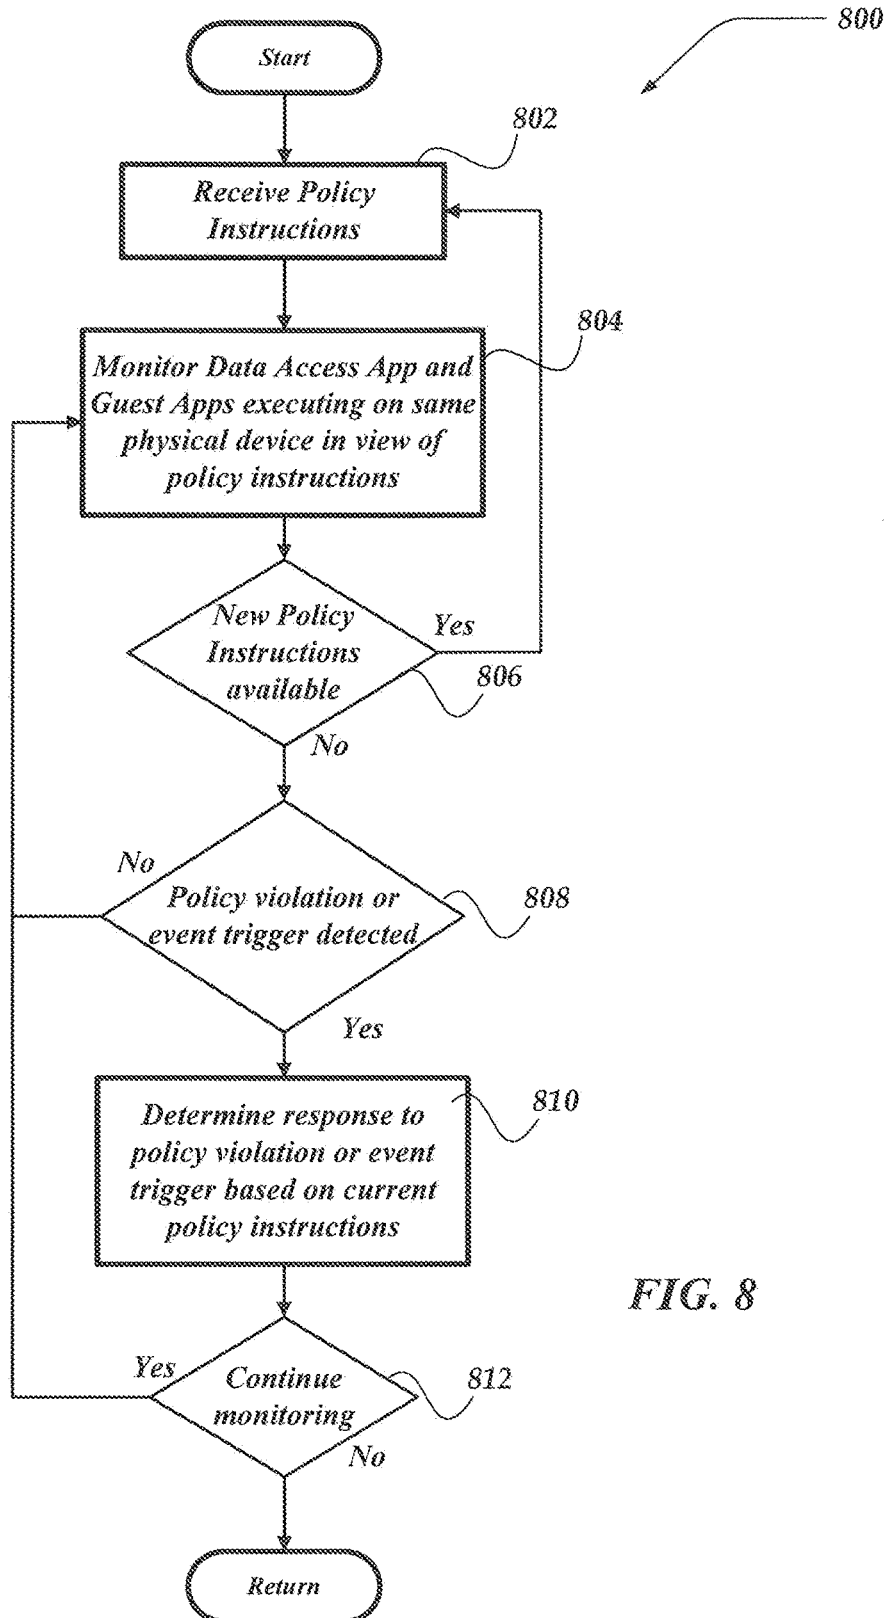 800
Start
802
Receive Policy
Instructions
804
Monitor Data Access App and
Guest Apps executing on same
physical device in view of
policy instructions
New Policy
Instructions
available
Yes
806
No
No
Policy violation or
event trigger detected
808
Yes
Determine response to
policy violation or event
trigger based on current
policy instructions
810
FIG. 8
Yes
Continue
monitoring
812
No
Return